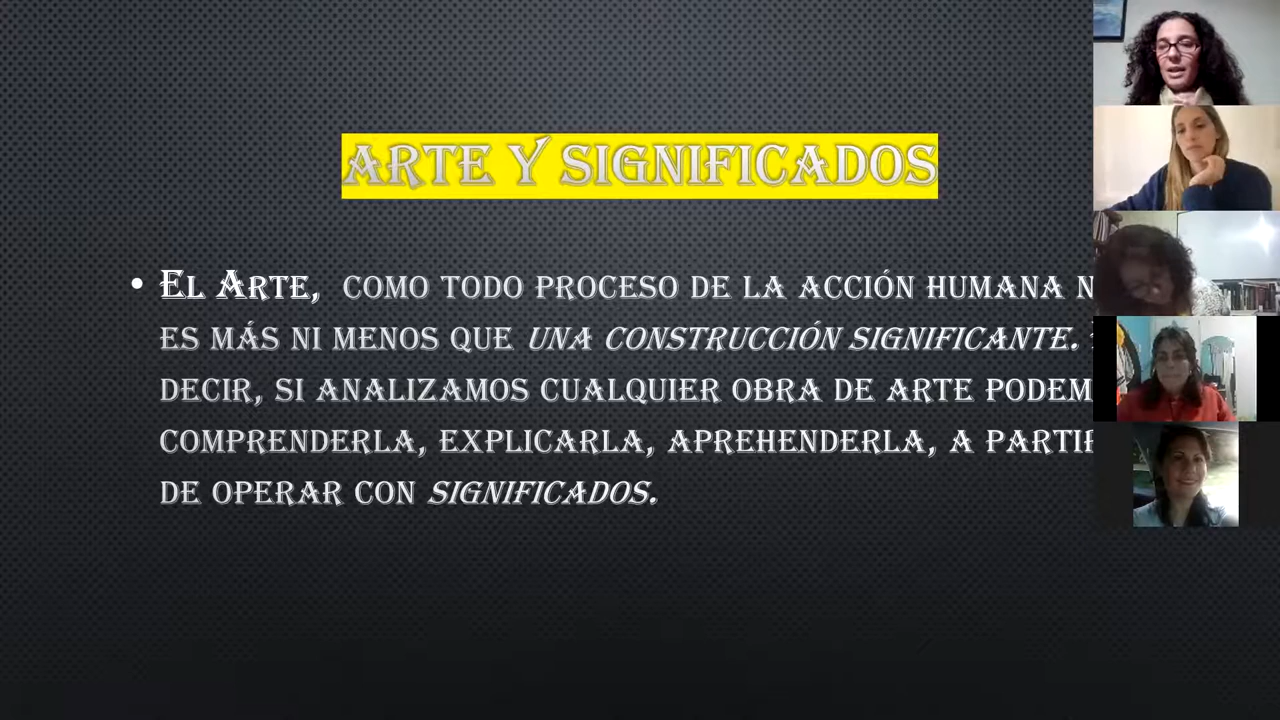 ARTE Y SIGNIFICADOS
• EL ARTE, COMO TODO PROCESO DE LA ACCIÓN HUMANA
ES MÁS NI MENOS QUE UNA CONSTRUCCIÓN SIGNIFICANTE.
DECIR, SI ANALIZAMOS CUALQUIER OBRA DE ARTE
COMPRENDERLA, EXPLICARLA, APREHENDERLA, A
DE OPERAR CON SIGNIFICADOS.